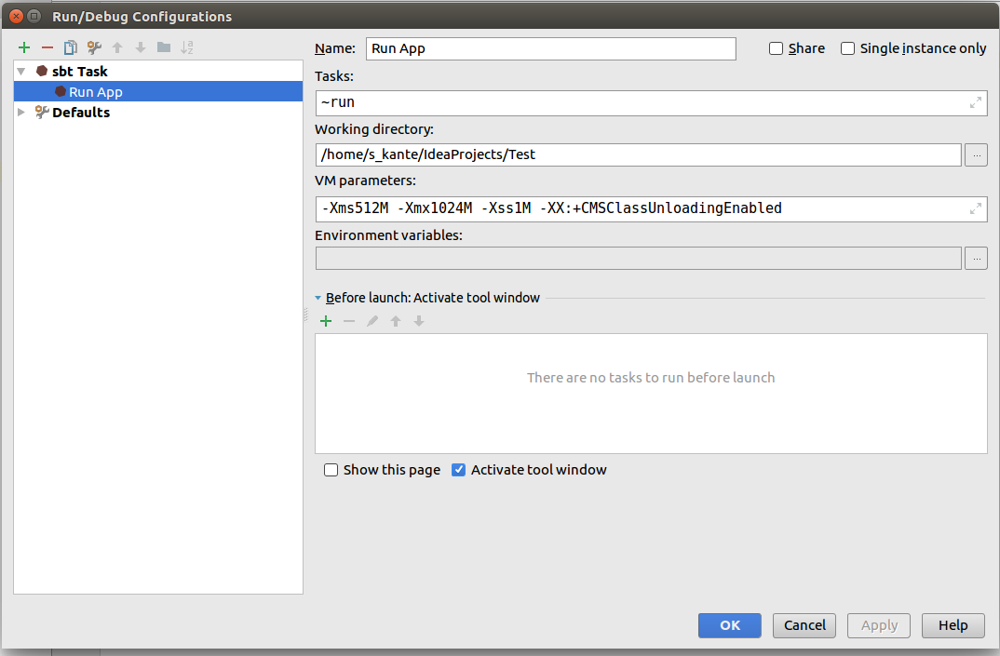 Run/Debug Configurations
sbt Task
Run App
Defaults
Name: Run App Share Single instance only
Tasks:
~run
Working directory:
/home/s_kante/IdeaProjects/Test ...
VM parameters:
-Xms512M -Xmx1024M -Xss1M -XX:+CMSClassUnloadingEnabled
Environment variables:
...
Before launch: Activate tool window
There are no tasks to run before launch
Show this page Activate tool window
OK Cancel Apply Help